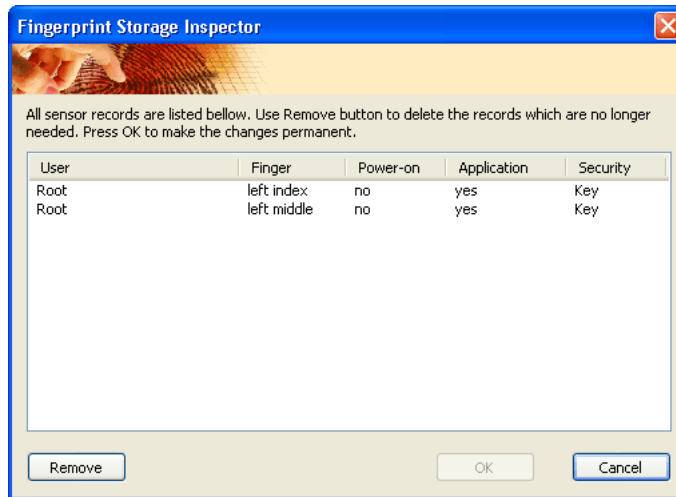 Fingerprint Storage Inspector
All sensor records are listed bellow. Use Remove button to delete the records which are no longer
needed. Press OK to make the changes permanent.
User Finger Power-on Application Security
Root left index no yes Key
Root left middle no yes Key
Remove OK Cancel